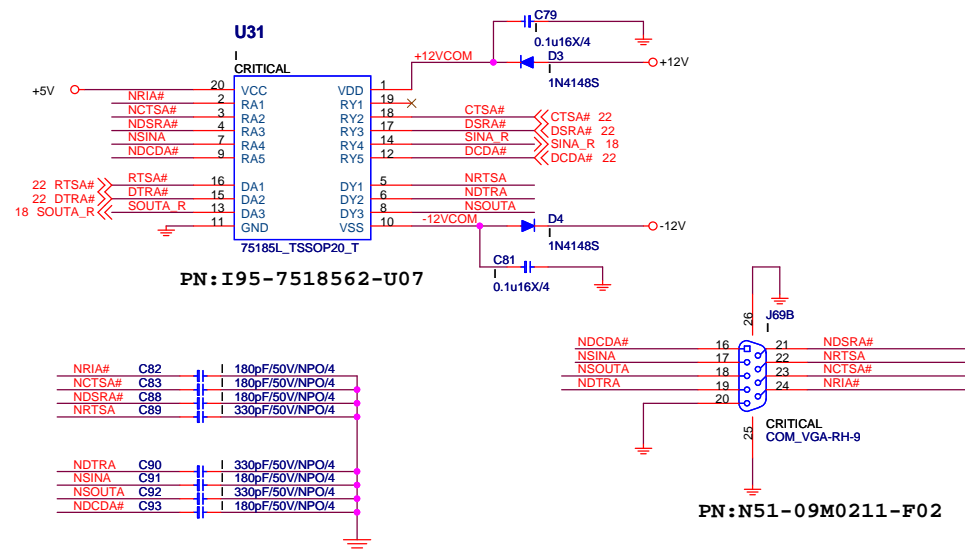 C79
0.1u16X/4
U31
I
CRITICAL
+12VCOM
D3
+12V
1N4148S
+5V
20 VCC VDD 1
NRIA# 2 RA1 RY1 19
NCTSA# 3 RA2 RY2 18 CTSA# CTSA# 22
NDSRA# 4 RA3 RY3 17 DSRA# DSRA# 22
NSINA 7 RA4 RY4 14 SINA_R SINA_R 18
NDCDA# 9 RA5 RY5 12 DCDA# DCDA# 22
22 RTSA# RTSA# 16 DA1 DY1 5 NRTSA
22 DTRA# DTRA# 15 DA2 DY2 6 NDTRA
18 SOUTA_R SOUTA_R 13 DA3 DY3 8 NSOUTA
11 GND VSS 10 -12VCOM
D4
-12V
1N4148S
75185L_TSSOP20_T
PN:I95-7518562-U07
C81
0.1u16X/4
26
J69B
I
NDCDA# 16 21 NDSRA#
NSINA 17 22 NRTSA
NSOUTA 18 23 NCTSA#
NDTRA 19 24 NRIA#
20
25
CRITICAL
COM_VGA-RH-9
PN:N51-09M0211-F02
NRIA# C82 I 180pF/50V/NPO/4
NCTSA# C83 I 180pF/50V/NPO/4
NDSRA# C88 I 180pF/50V/NPO/4
NRTSA C89 I 330pF/50V/NPO/4
NDTRA C90 I 330pF/50V/NPO/4
NSINA C91 I 180pF/50V/NPO/4
NSOUTA C92 I 330pF/50V/NPO/4
NDCDA# C93 I 180pF/50V/NPO/4